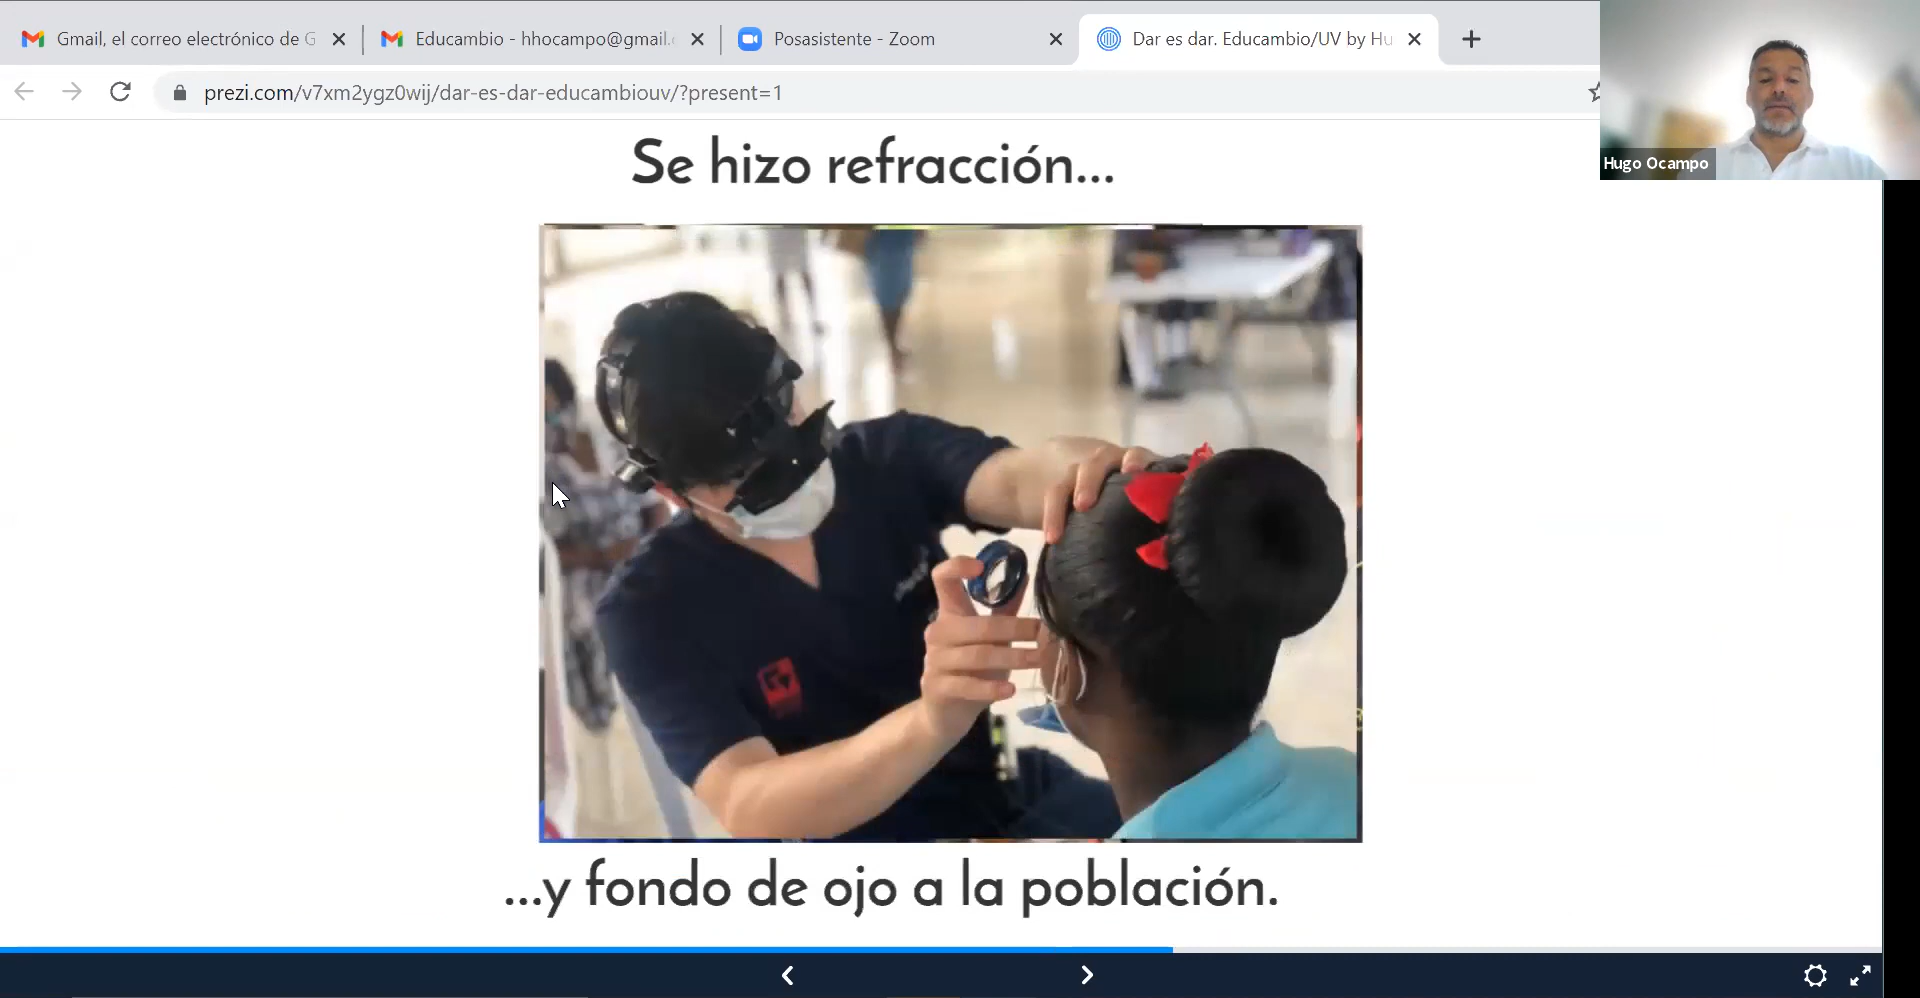 Gmail, el correo electrónico de G
Educambio - hhocampo@gmail.
Posasistente - Zoom
Dar es dar. Educambio/UV by Hu
prezi.com/v7xm2ygz0wij/dar-es-dar-educambiouv/?present=1
Hugo Ocampo
Se hizo refracción...
...y fondo de ojo a la población.